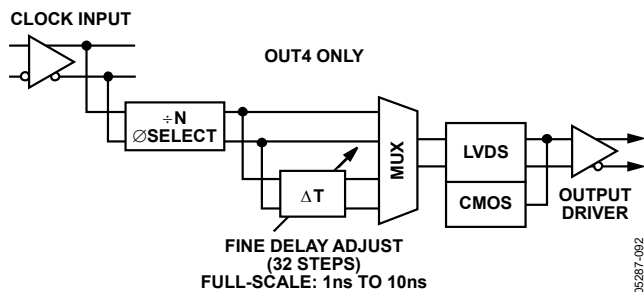 CLOCK INPUT
OUT4 ONLY
÷N
∅SELECT
ΔT
MUX
LVDS
CMOS
OUTPUT
DRIVER
FINE DELAY ADJUST
(32 STEPS)
FULL-SCALE: 1ns TO 10ns
05287-092